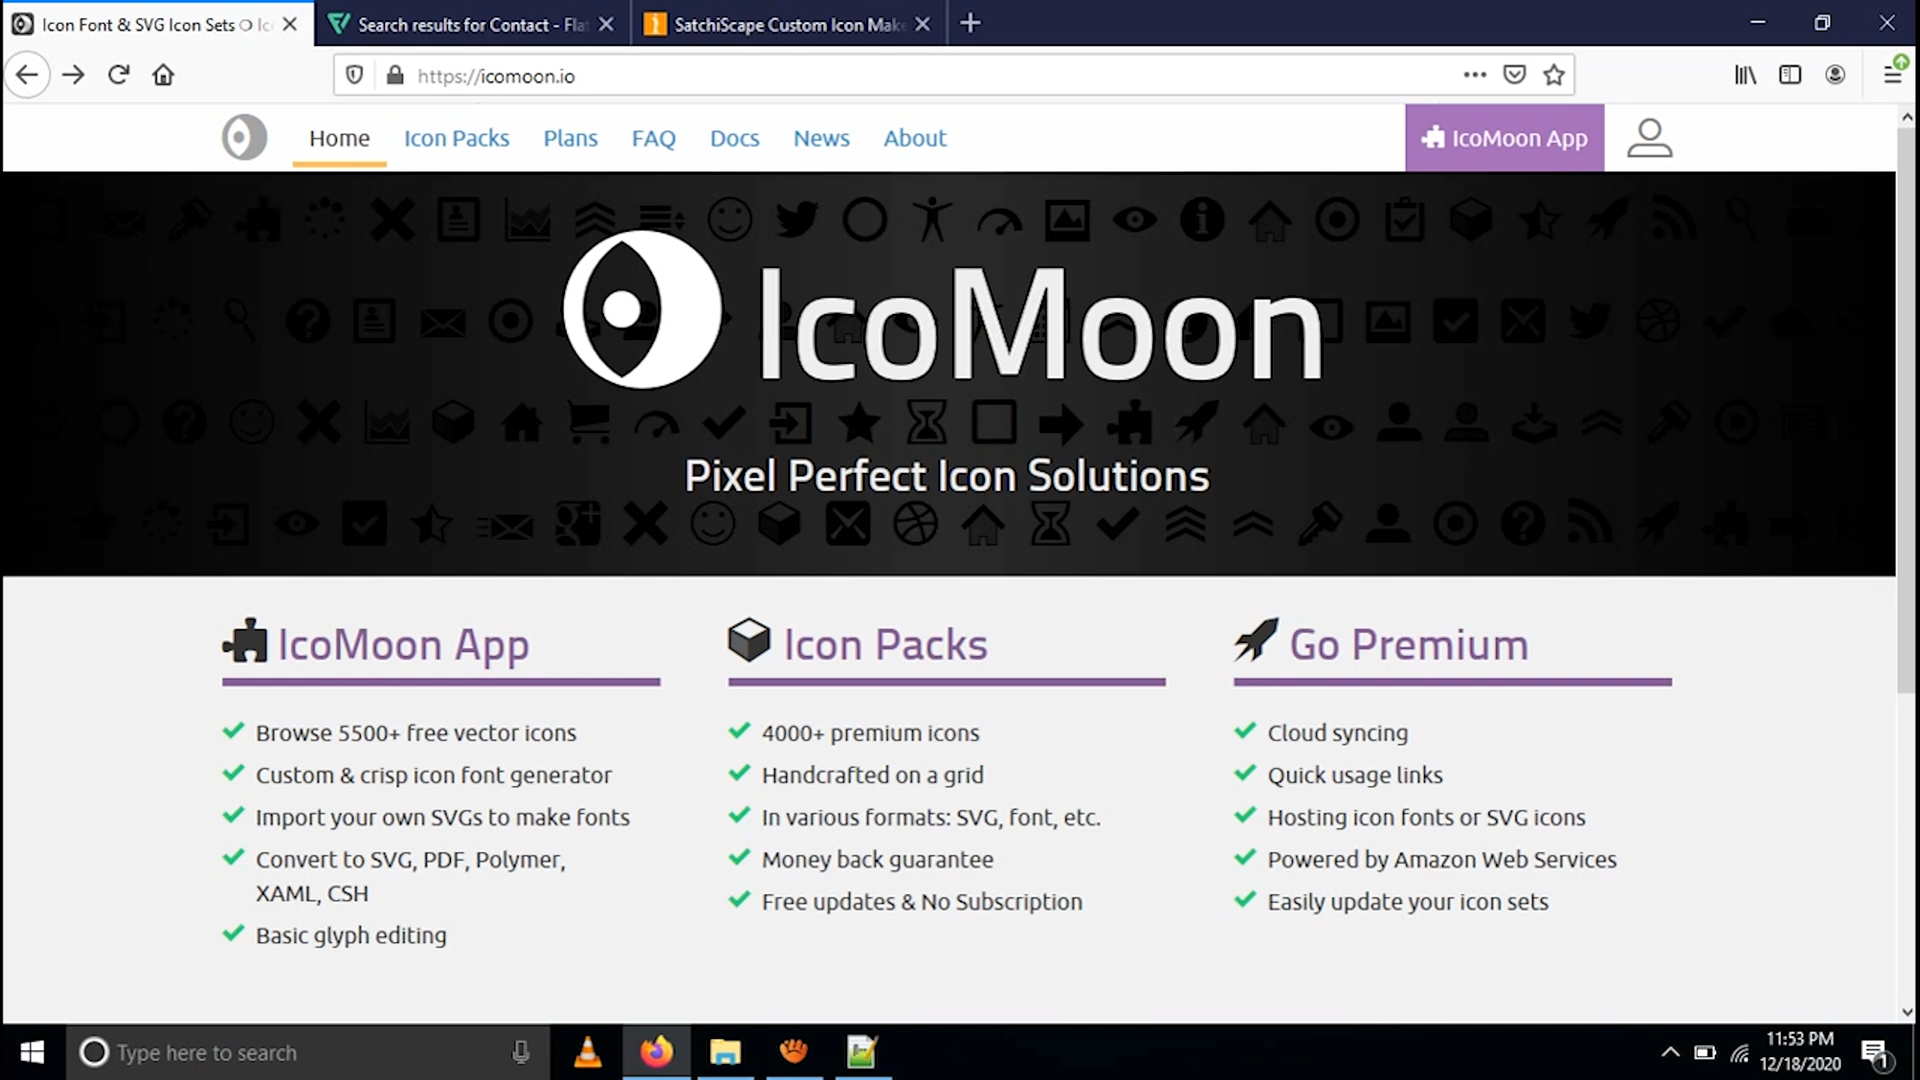 Icon Font & SVG Icon Sets
Search results for Contact - Fla
SatchiScape Custom Icon Mak
https://icomoon.io
Home
Icon Packs
Plans
FAQ
Docs
News
About
IcoMoon App
IcoMoon
Pixel Perfect Icon Solutions
IcoMoon App
Browse 5500+ free vector icons
Custom & crisp icon font generator
Import your own SVGs to make fonts
Convert to SVG, PDF, Polymer,
XAML, CSH
Basic glyph editing
Icon Packs
4000+ premium icons
Handcrafted on a grid
In various formats: SVG, font, etc.
Money back guarantee
Free updates & No Subscription
Go Premium
Cloud syncing
Quick usage links
Hosting icon fonts or SVG icons
Powered by Amazon Web Services
Easily update your icon sets
Type here to search
11:53 PM
12/18/2020
1